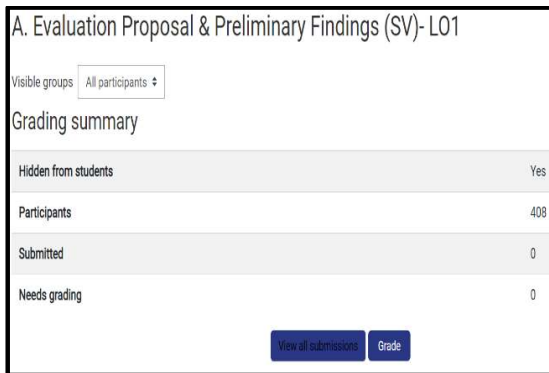 A. Evaluation Proposal & Preliminary Findings (SV)- LO1
Visible groups All participants
Grading summary
Hidden from students Yes
Participants 408
Submitted 0
Needs grading 0
View all submissions Grade